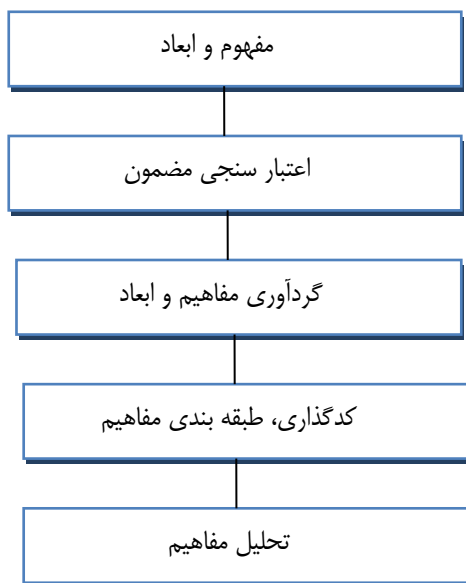 مفهوم و ابعاد
اعتبار سنجی مضمون
گردآوری مفاهیم و ابعاد
کدگذاری، طبقه بندی مفاهیم
تحلیل مفاهیم